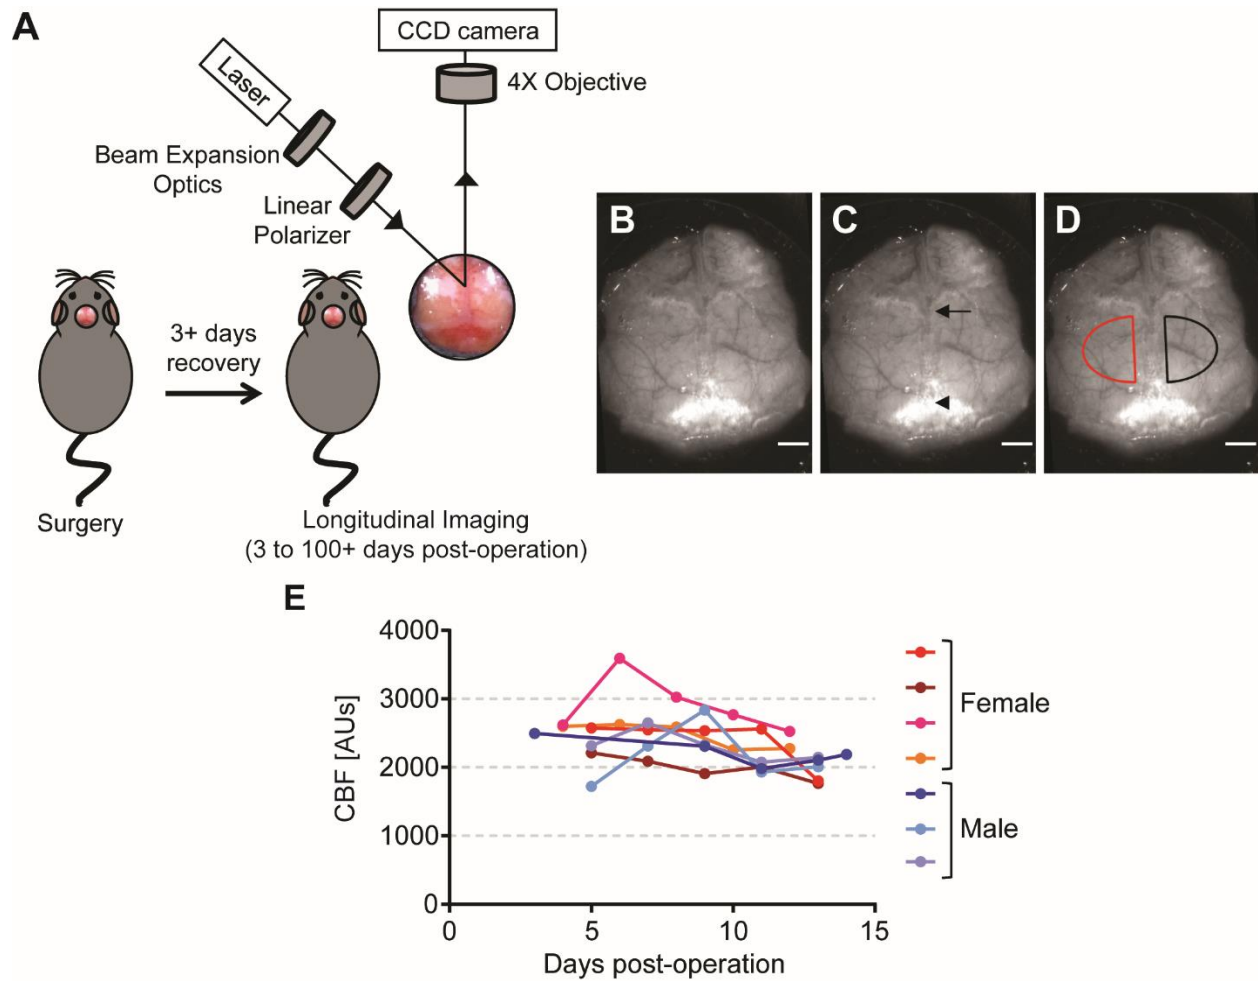 A
CCD camera
Laser
4X Objective
Beam Expansion
Optics
Linear
Polarizer
3+ days
recovery
Surgery
Longitudinal Imaging
(3 to 100+ days post-operation)
B
C
D
E
CBF [AUs]
4000
3000
2000
1000
0
0
5
10
15
Days post-operation
Female
Male